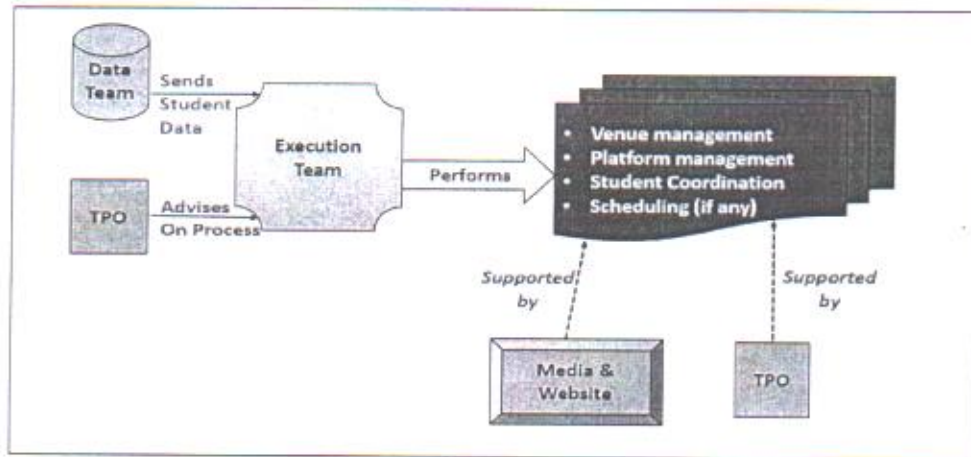 Data
Team
Sends
Student
Data
Execution
Team
TPO
Advises
On Process
Performs
• Venue management
• Platform management
• Student Coordination
• Scheduling (if any)
Supported
by
Supported
by
Media &
Website
TPO